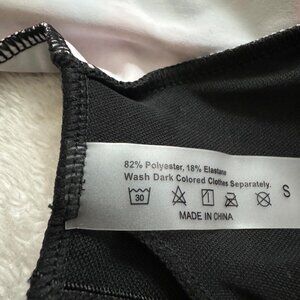 82% Polyester, 18% Elastane
Wash Dark Colored Clothes Separately.
30
S
MADE IN CHINA